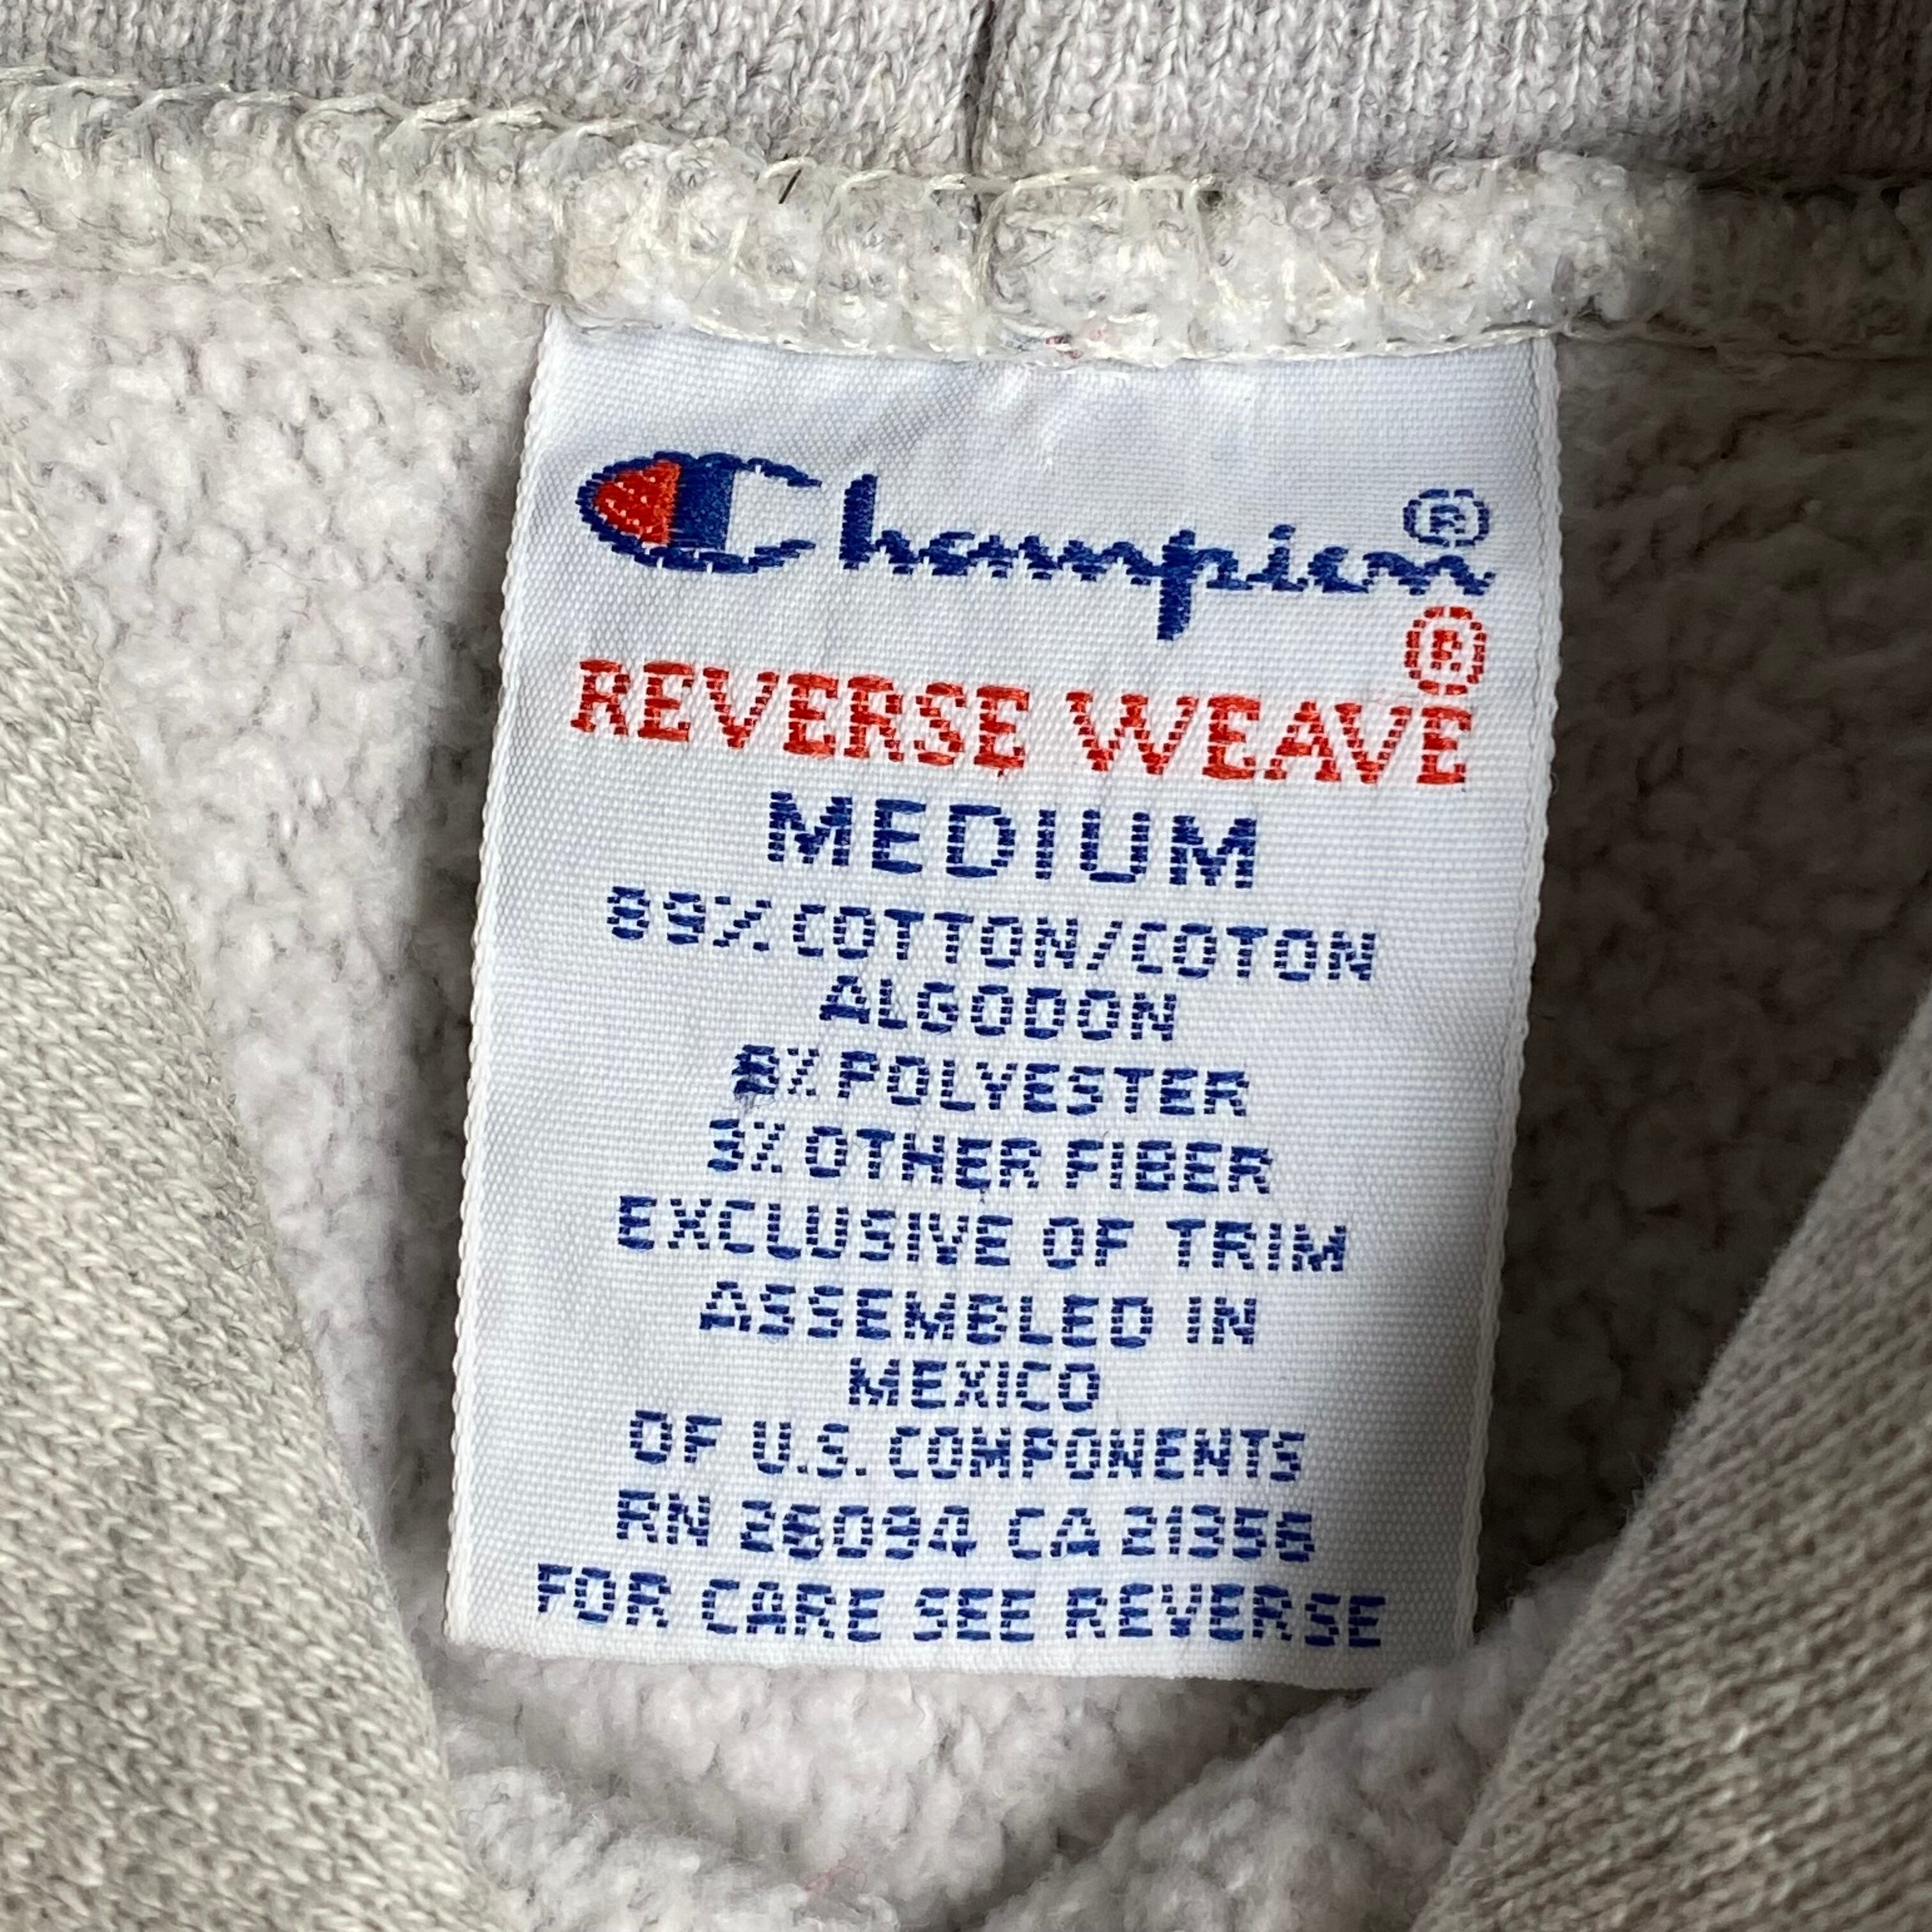 Champion®
REVERSE WEAVE®
MEDIUM
89% COTTON/COTON
ALGODON
8% POLYESTER
3% OTHER FIBER
EXCLUSIVE OF TRIM
ASSEMBLED IN
MEXICO
OF U.S. COMPONENTS
RN 26094 CA 21356
FOR CARE SEE REVERSE